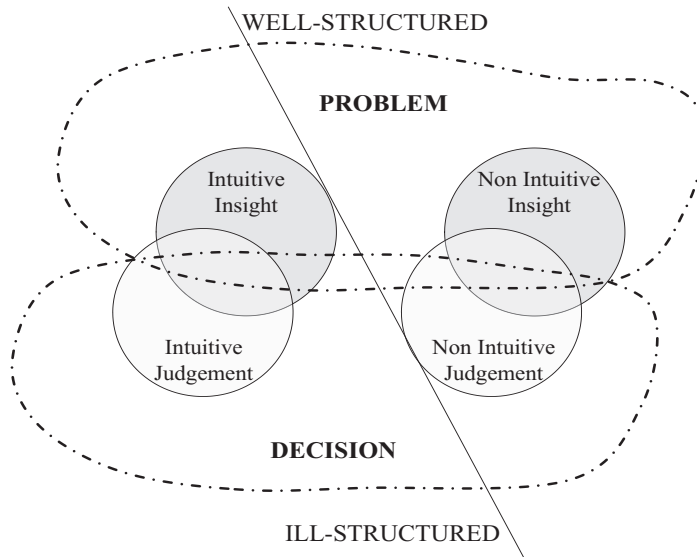 WELL-STRUCTURED
PROBLEM
Intuitive
Insight
Non Intuitive
Insight
Intuitive
Judgement
Non Intuitive
Judgement
DECISION
ILL-STRUCTURED